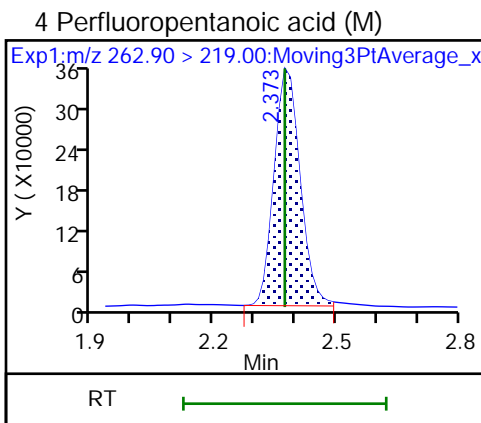 4 Perfluoropentanoic acid (M)
Exp1:m/z 262.90 > 219.00:Moving3PtAverage_x
36
30
24
18
12
6
0
Y ( X10000)
2.373
1.9 2.2 2.5 2.8
Min
RT